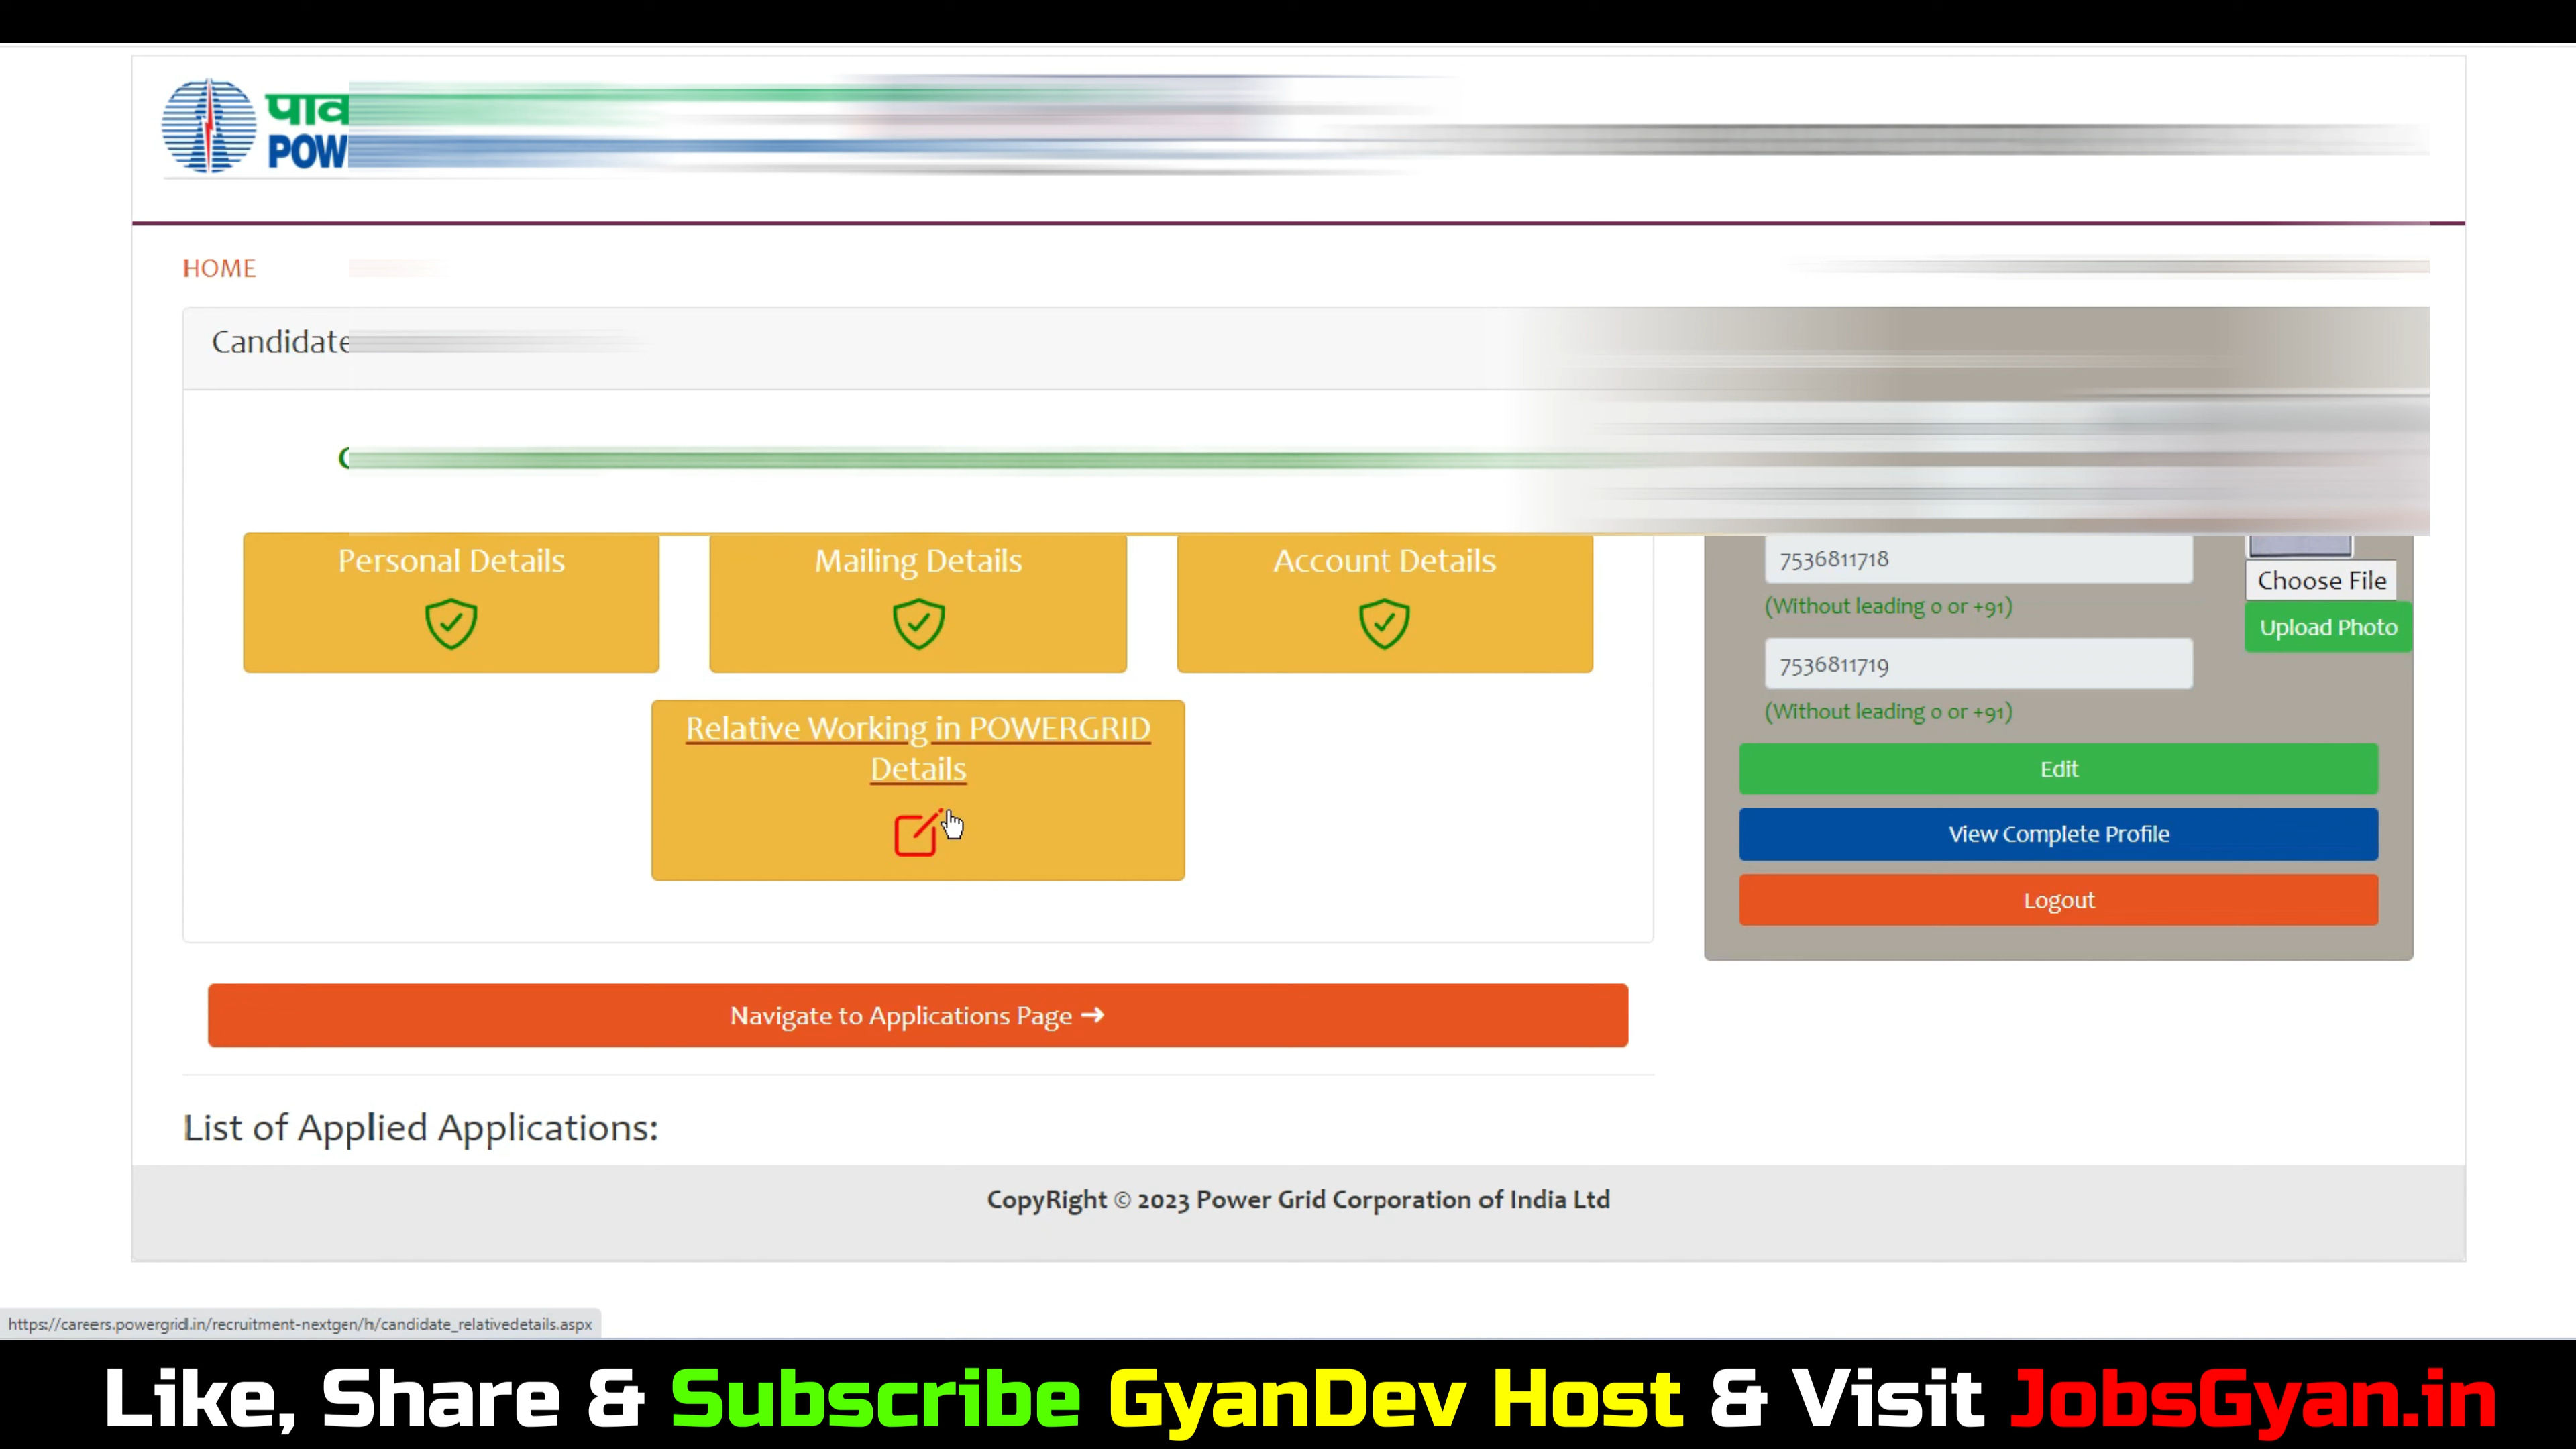 पाव
POW
HOME
Candidate
Personal Details
Mailing Details
Account Details
7536811718
Choose File
(Without leading 0 or +91)
Upload Photo
7536811719
(Without leading 0 or +91)
Relative Working in POWERGRID
Details
Edit
View Complete Profile
Logout
Navigate to Applications Page →
List of Applied Applications:
CopyRight © 2023 Power Grid Corporation of India Ltd
https://careers.powergrid.in/recruitment-nextgen/h/candidate_relativedetails.aspx
Like, Share & Subscribe GyanDev Host & Visit JobsGyan.in